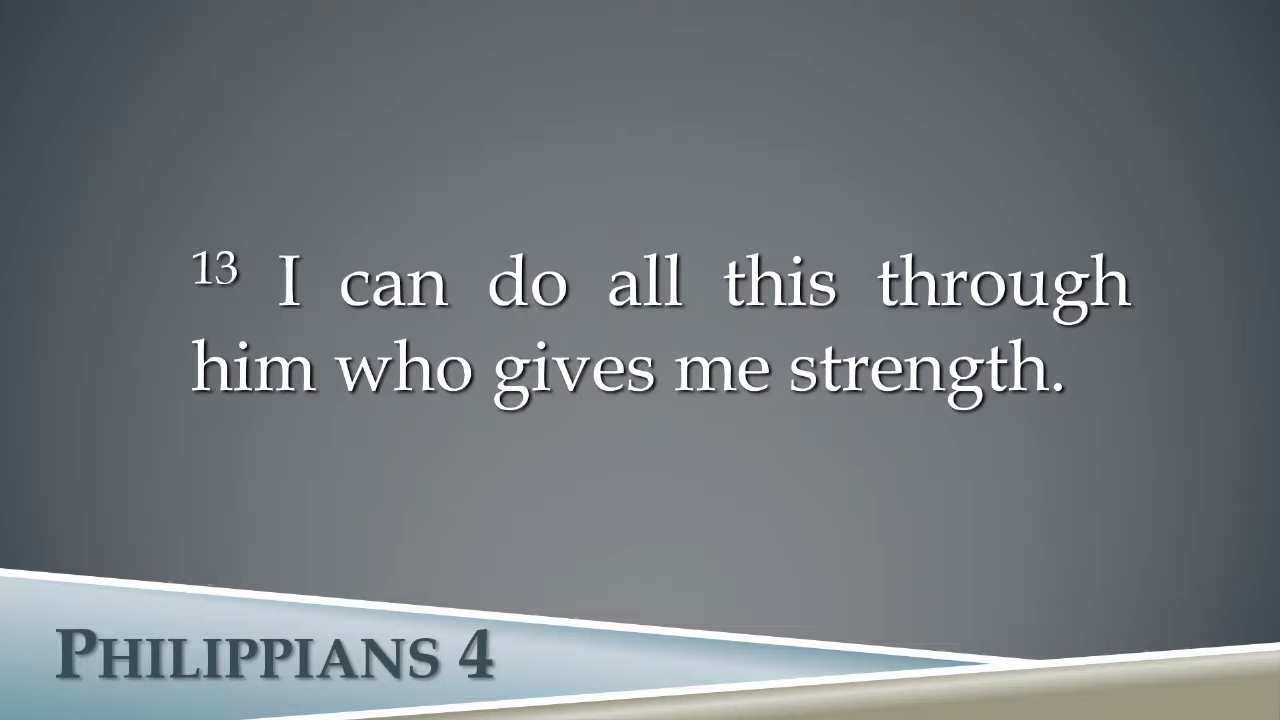 13 I can do all this through
him who gives me strength.
PHILIPPIANS 4